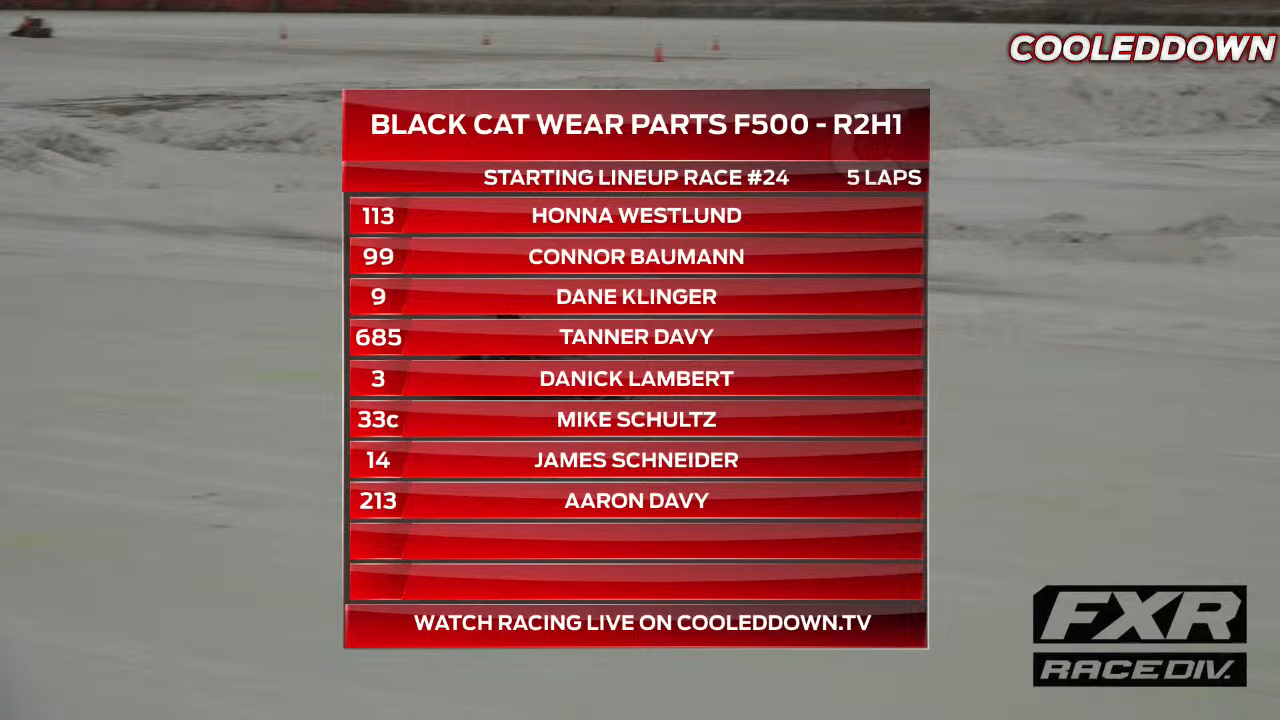 COOLEDDOWN
BLACK CAT WEAR PARTS F500 - R2H1
STARTING LINEUP RACE #24 5 LAPS
113 HONNA WESTLUND
99 CONNOR BAUMANN
9 DANE KLINGER
685 TANNER DAVY
3 DANICK LAMBERT
33c MIKE SCHULTZ
14 JAMES SCHNEIDER
213 AARON DAVY
WATCH RACING LIVE ON COOLEDDOWN.TV
FXR
RACE DIV.